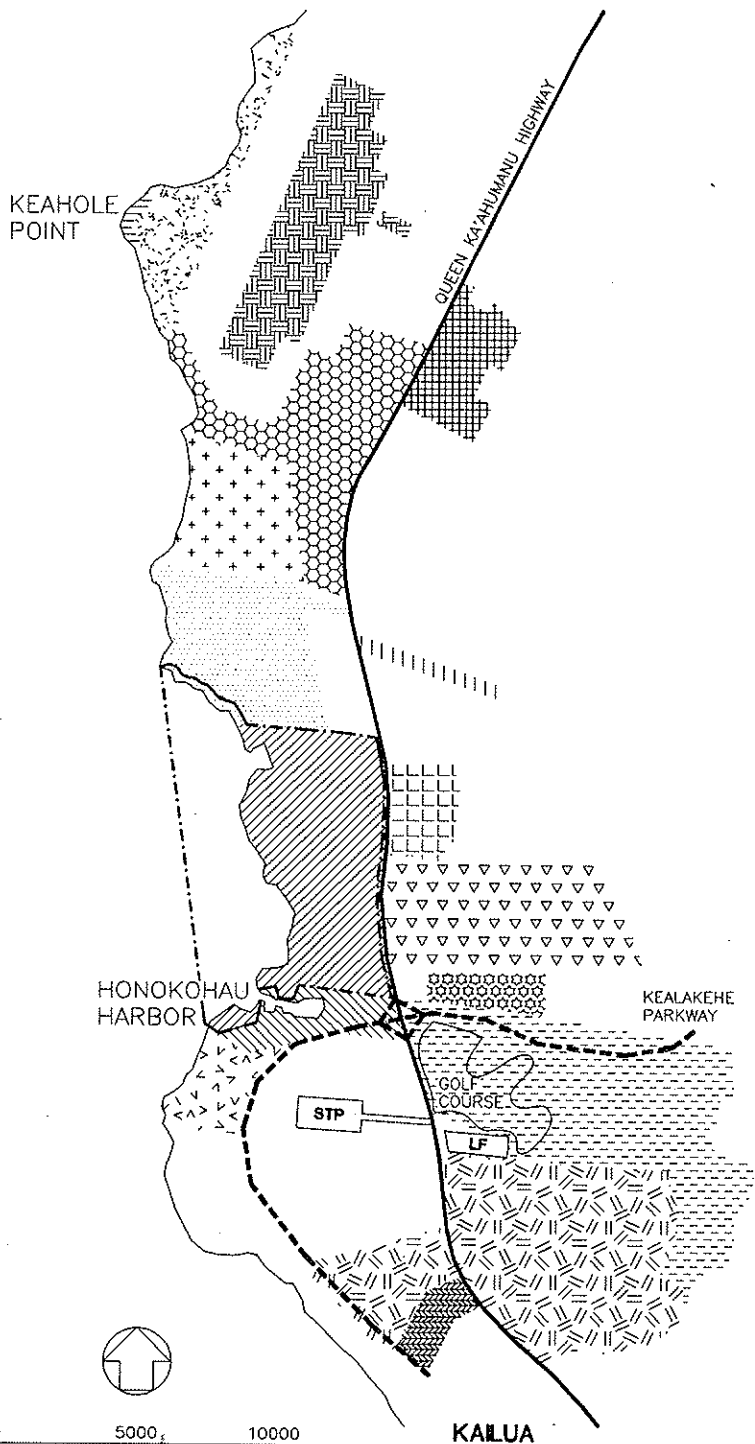 KEAHOLE
POINT
QUEEN KA'AHUMANU HIGHWAY
HONOKOHAU
HARBOR
KEALAKEHE
PARKWAY
GOLF
COURSE
STP
LF
5000
10000
KAILUA